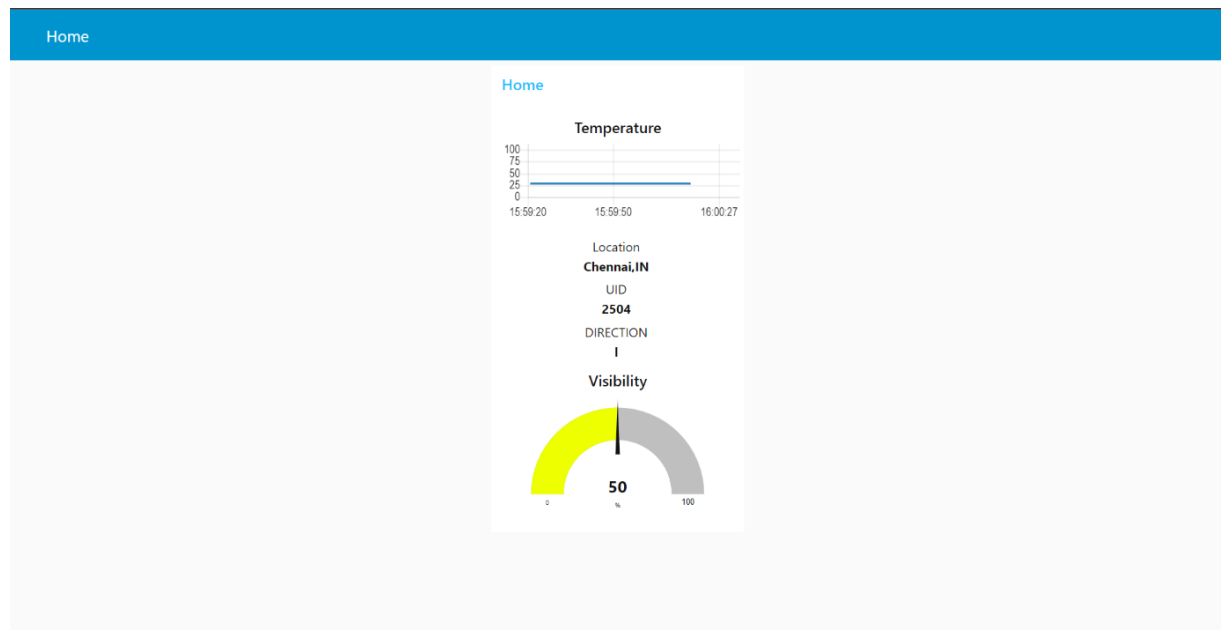 Home
Home
Temperature
100
75
50
25
0
15:59:20 15:59:50 16:00:27
Location
Chennai,IN
UID
2504
DIRECTION
l
Visibility
50
0 % 100